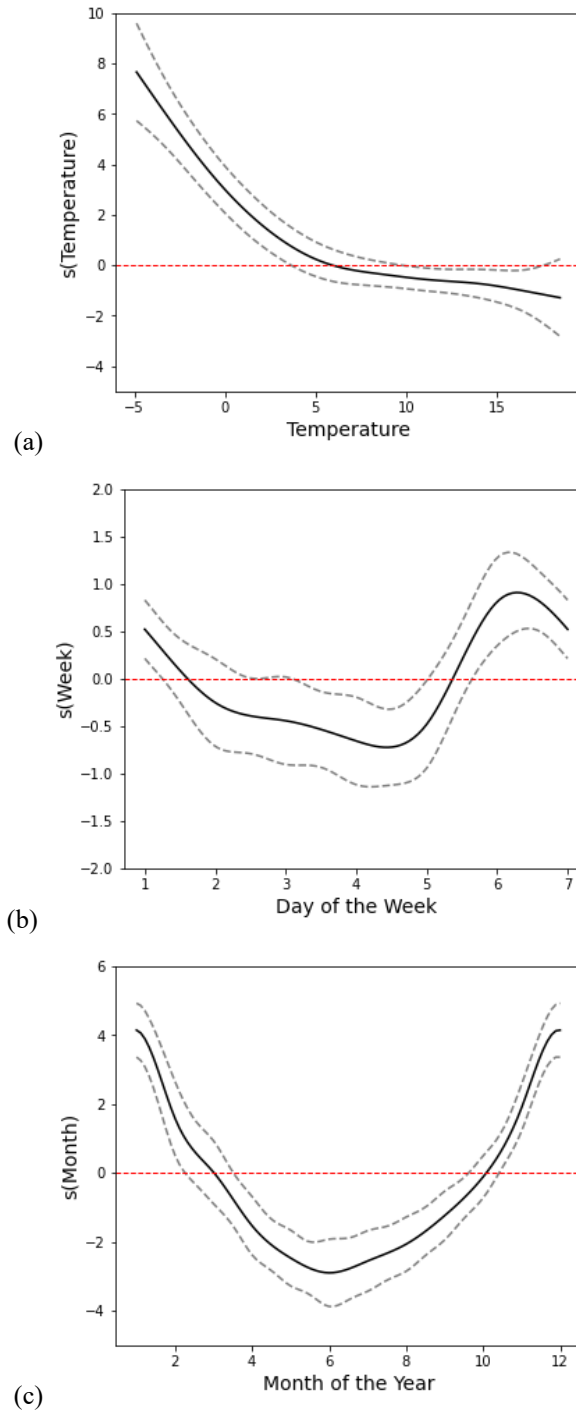 10
8
6
4
2
0
−2
−4
s(Temperature)
−5 0 5 10 15
Temperature
(a)
2.0
1.5
1.0
0.5
0.0
−0.5
−1.0
−1.5
−2.0
s(Week)
1 2 3 4 5 6 7
Day of the Week
(b)
6
4
2
0
−2
−4
s(Month)
2 4 6 8 10 12
Month of the Year
(c)